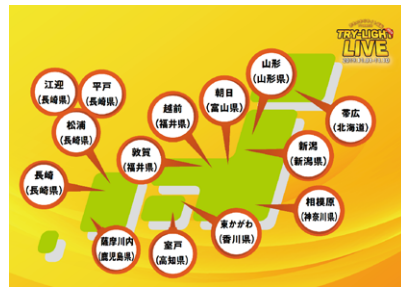 TRY-LIGHT
LIVE
山形
(山形県)
江迎
(長崎県)
平戸
(長崎県)
朝日
(富山県)
越前
(福井県)
帯広
(北海道)
松浦
(長崎県)
敦賀
(福井県)
新潟
(新潟県)
長崎
(長崎県)
相模原
(神奈川県)
薩摩川内
(鹿児島県)
室戸
(高知県)
東かがわ
(香川県)